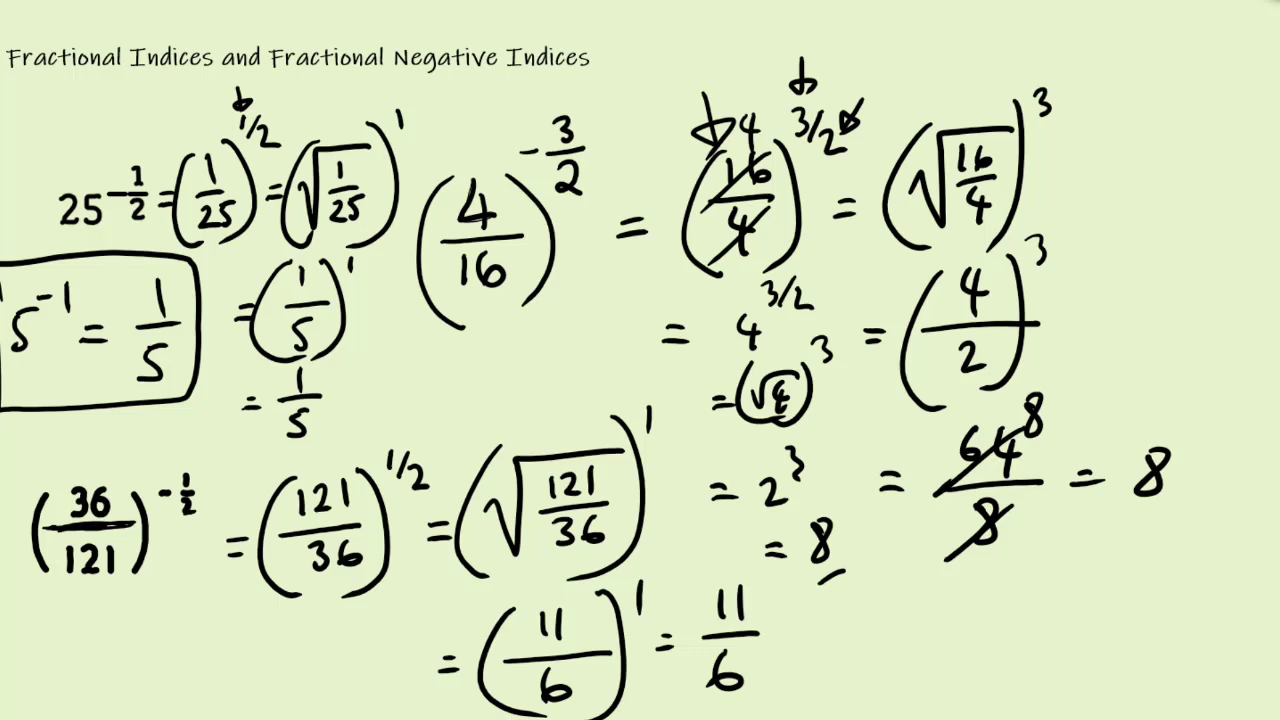 Fractional Indices and Fractional Negative Indices
25^{-1/2} = (1/25)^{1/2} = (√(1/25))^1
= (1/5)^1
= 1/5
5^{-1} = 1/5
(4/16)^{-3/2} = (16/4)^{3/2} = (√(16/4))^3
4
= 4^{3/2} = (4/2)^3
= (√4)^3
= 2^3 = 64/8 = 8
8
= 8
(36/121)^{-1/2} = (121/36)^{1/2} = (√(121/36))^1
= (11/6)^1 = 11/6